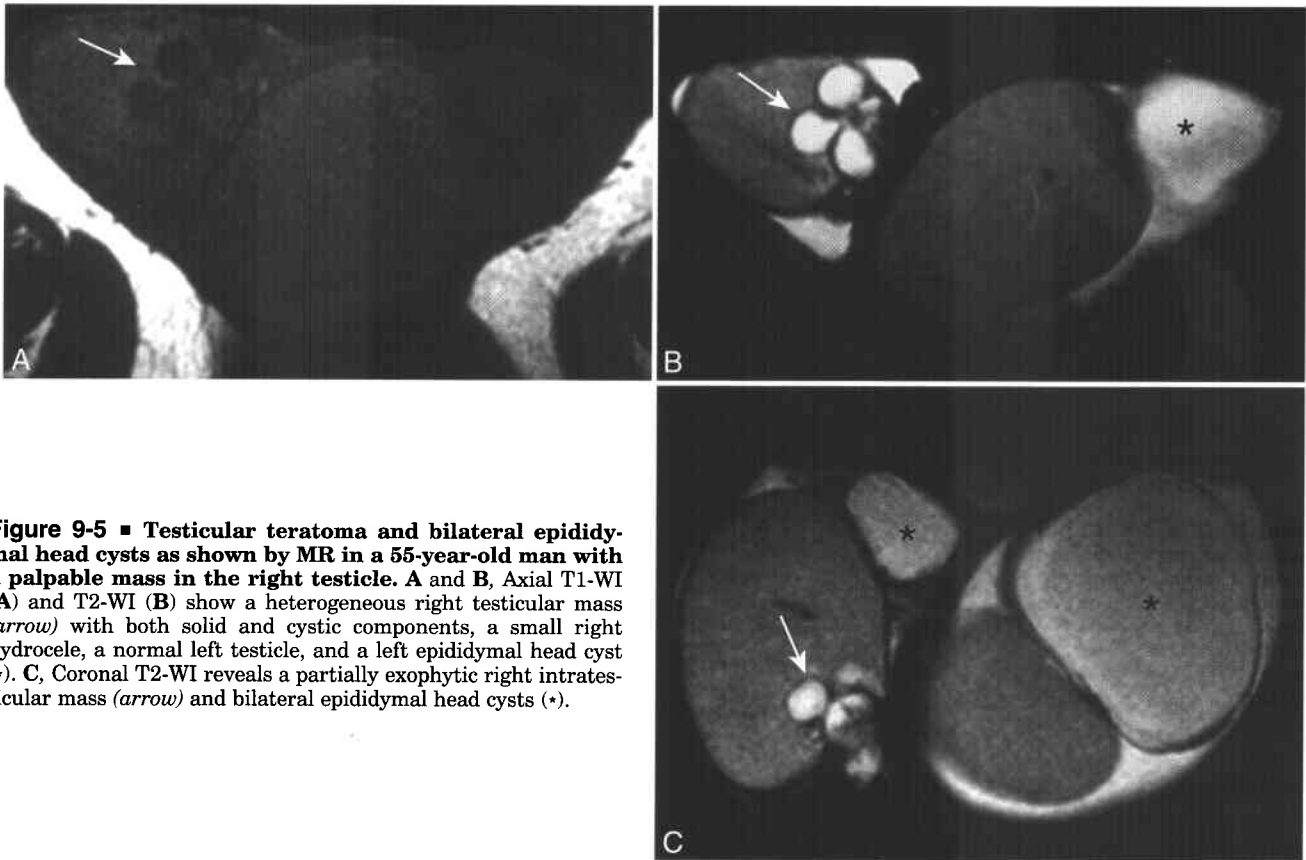 A
B
*
*
*
C
igure 9-5 ■ Testicular teratoma and bilateral epididy-
nal head cysts as shown by MR in a 55-year-old man with
palpable mass in the right testicle. A and B, Axial T1-WI
A) and T2-WI (B) show a heterogeneous right testicular mass
arrow) with both solid and cystic components, a small right
ydrocele, a normal left testicle, and a left epididymal head cyst
*). C, Coronal T2-WI reveals a partially exophytic right intrates-
icular mass (arrow) and bilateral epididymal head cysts (*).